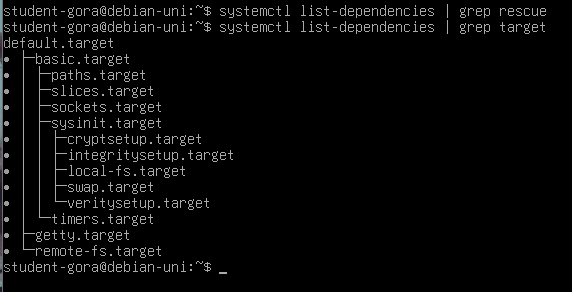 student-gora@debian-uni:~$ systemctl list-dependencies | grep rescue
student-gora@debian-uni:~$ systemctl list-dependencies | grep target
default.target
● ├─basic.target
● │ ├─paths.target
● │ ├─slices.target
● │ ├─sockets.target
● │ ├─sysinit.target
● │ │ ├─cryptsetup.target
● │ │ ├─integritysetup.target
● │ │ ├─local-fs.target
● │ │ ├─swap.target
● │ │ └─veritysetup.target
● │ └─timers.target
● ├─getty.target
● └─remote-fs.target
student-gora@debian-uni:~$ _